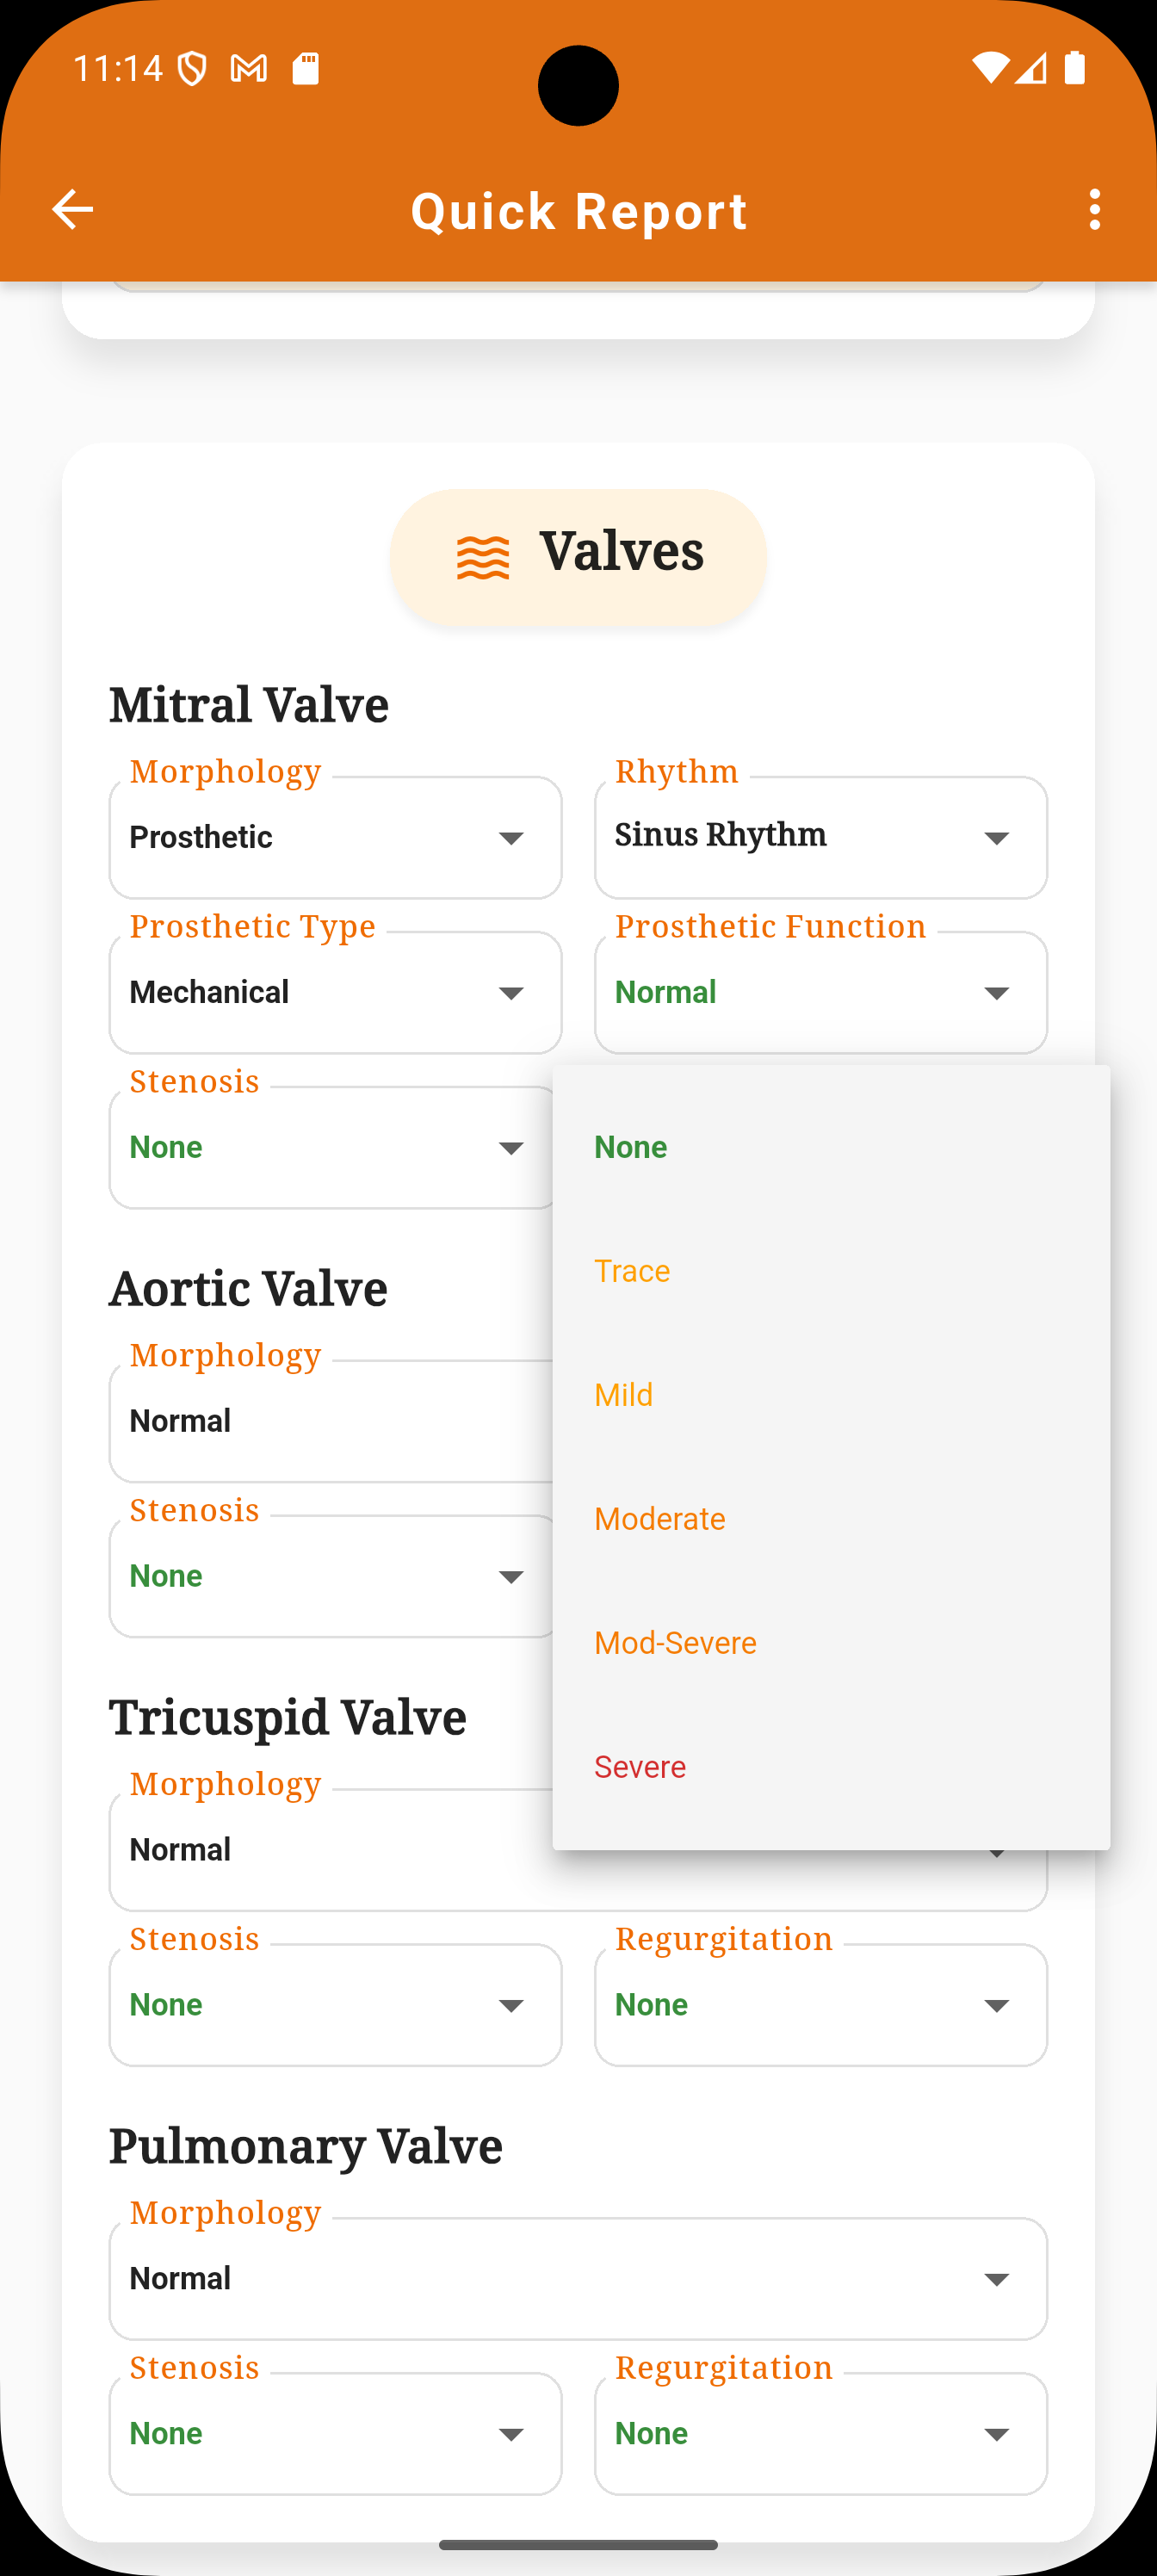 11:14
Quick Report
Valves
Mitral Valve
Morphology
Prosthetic
Rhythm
Sinus Rhythm
Prosthetic Type
Mechanical
Prosthetic Function
Normal
Stenosis
None
None
Trace
Mild
Moderate
Mod-Severe
Severe
Aortic Valve
Morphology
Normal
Stenosis
None
Tricuspid Valve
Morphology
Normal
Stenosis
None
Regurgitation
None
Pulmonary Valve
Morphology
Normal
Stenosis
None
Regurgitation
None